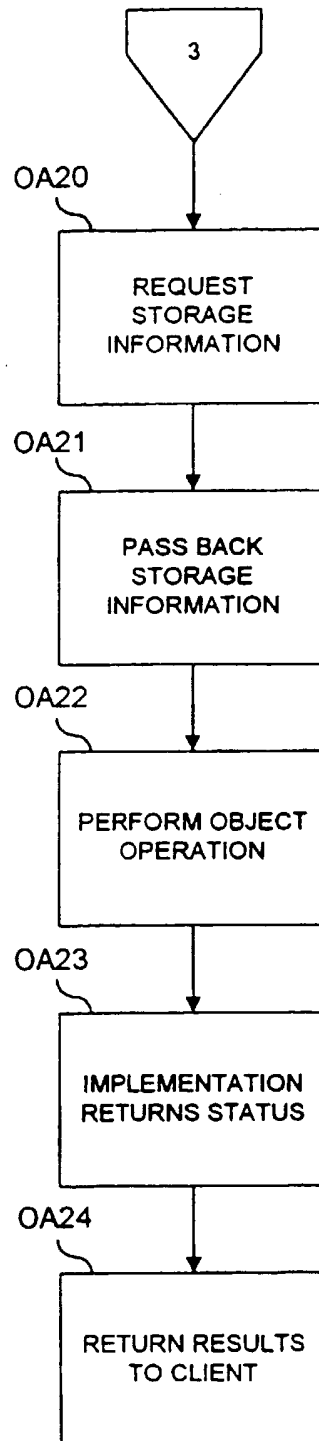 3
OA20
REQUEST
STORAGE
INFORMATION
OA21
PASS BACK
STORAGE
INFORMATION
OA22
PERFORM OBJECT
OPERATION
OA23
IMPLEMENTATION
RETURNS STATUS
OA24
RETURN RESULTS
TO CLIENT